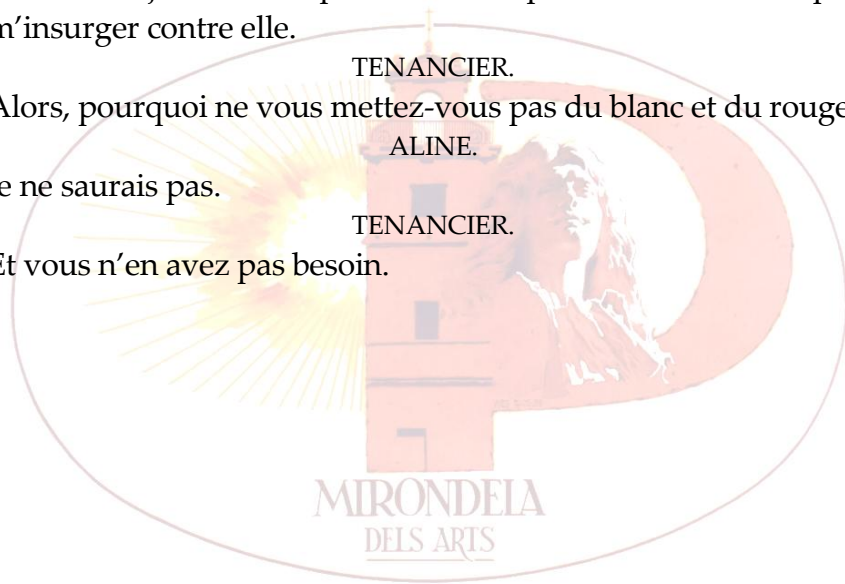 m’insurger contre elle.
TENANCIER.
Alors, pourquoi ne vous mettez-vous pas du blanc et du rouge
ALINE.
e ne saurais pas.
TENANCIER.
Et vous n’en avez pas besoin.
MIRONDELA
DELS ARTS